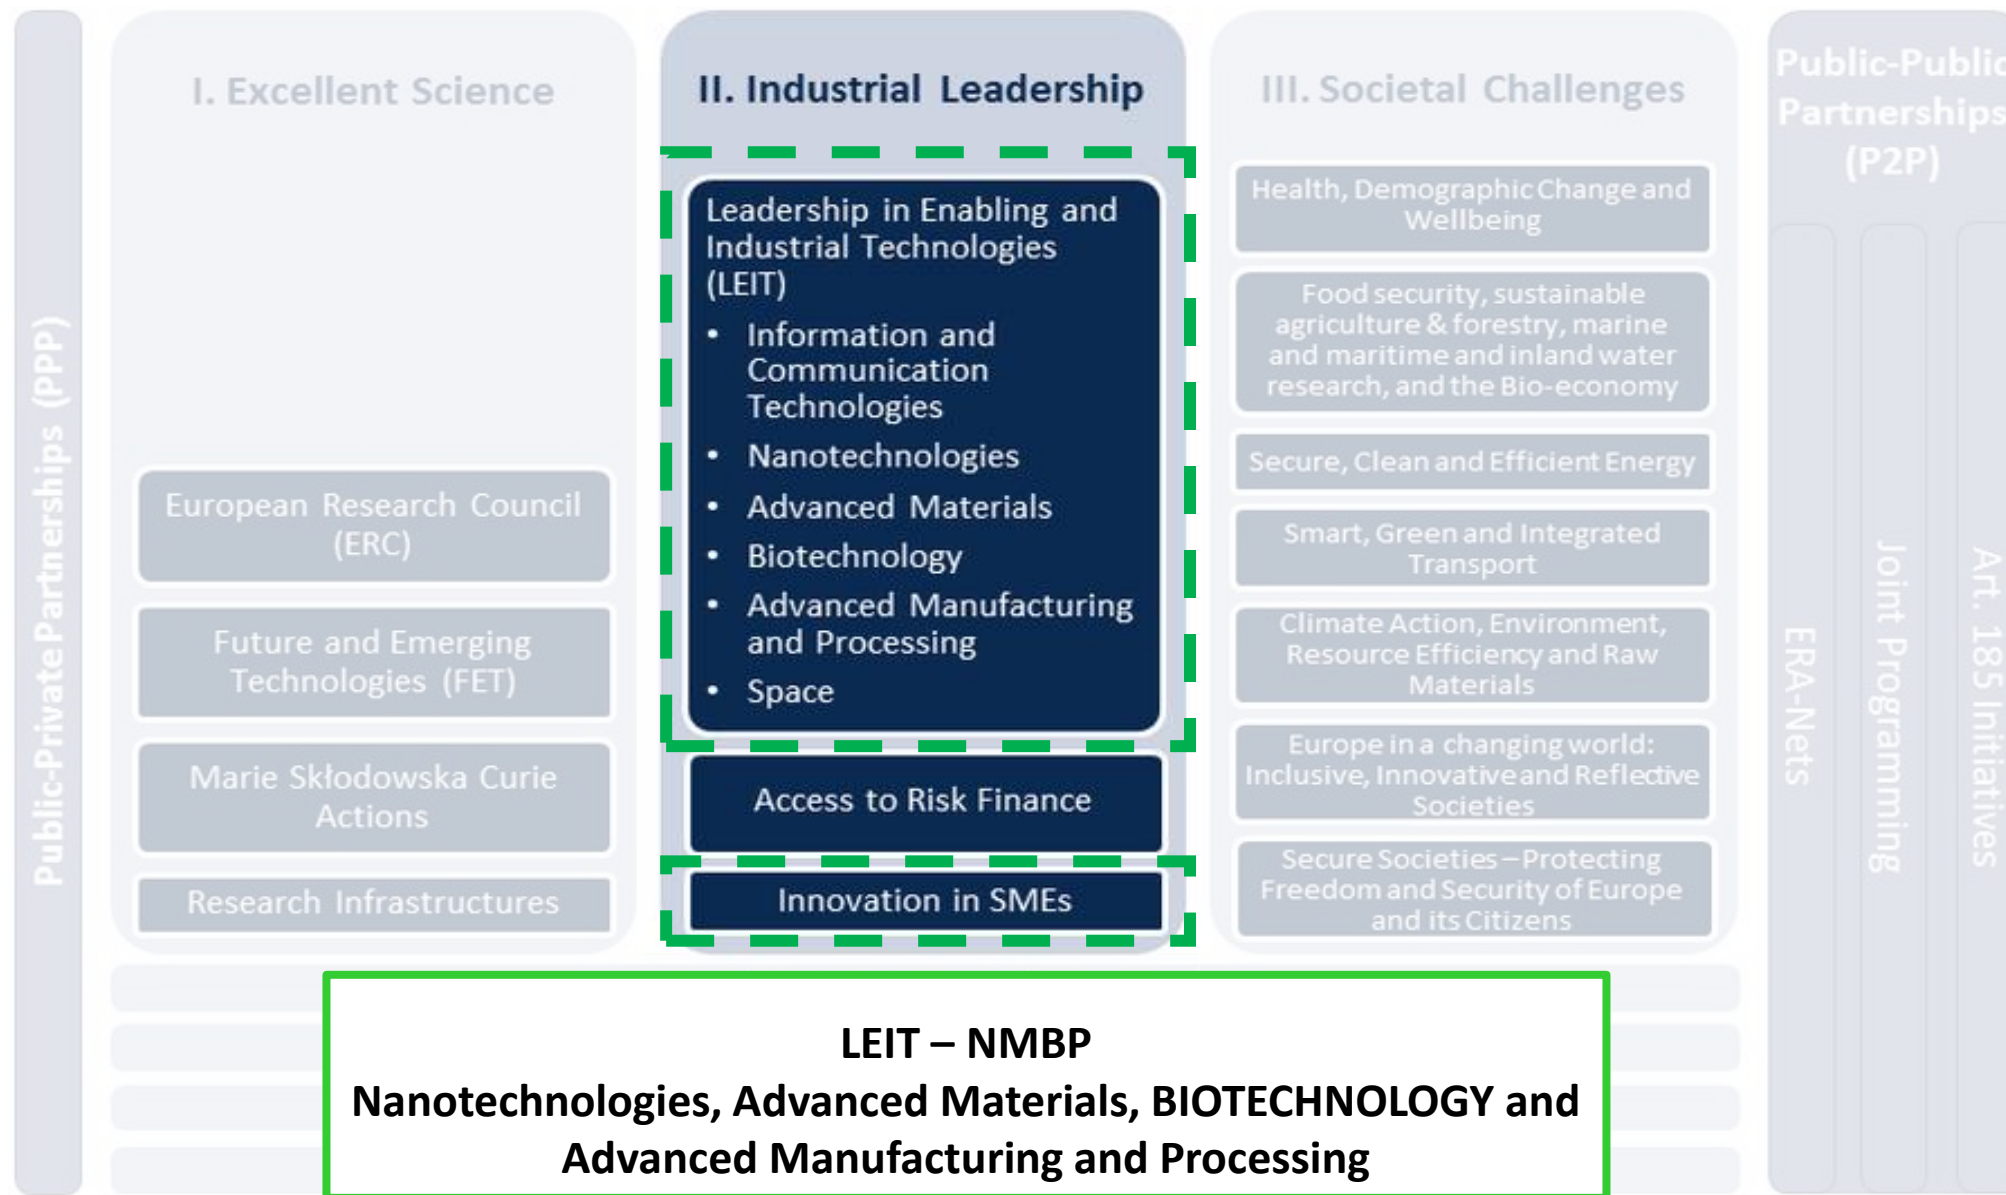 Public-Private Partnerships (PPP)
I. Excellent Science
European Research Council
(ERC)
Future and Emerging
Technologies (FET)
Marie Skłodowska Curie
Actions
Research Infrastructures
II. Industrial Leadership
Leadership in Enabling and
Industrial Technologies
(LEIT)
• Information and
Communication
Technologies
• Nanotechnologies
• Advanced Materials
• Biotechnology
• Advanced Manufacturing
and Processing
• Space
Access to Risk Finance
Innovation in SMEs
III. Societal Challenges
Health, Demographic Change and
Wellbeing
Food security, sustainable
agriculture & forestry, marine
and maritime and inland water
research, and the Bio-economy
Secure, Clean and Efficient Energy
Smart, Green and Integrated
Transport
Climate Action, Environment,
Resource Efficiency and Raw
Materials
Europe in a changing world:
Inclusive, Innovative and Reflective
Societies
Secure Societies – Protecting
Freedom and Security of Europe
and its Citizens
Public-Public
Partnerships
(P2P)
ERA-Nets
Joint Programming
Art. 185 Initiatives
LEIT – NMBP
Nanotechnologies, Advanced Materials, BIOTECHNOLOGY and
Advanced Manufacturing and Processing